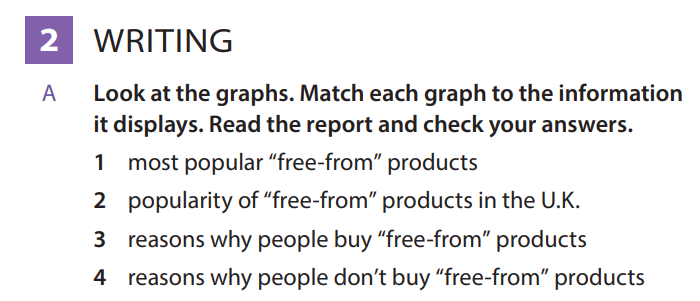 2 WRITING
A Look at the graphs. Match each graph to the information
it displays. Read the report and check your answers.
1 most popular “free-from” products
2 popularity of “free-from” products in the U.K.
3 reasons why people buy “free-from” products
4 reasons why people don’t buy “free-from” products